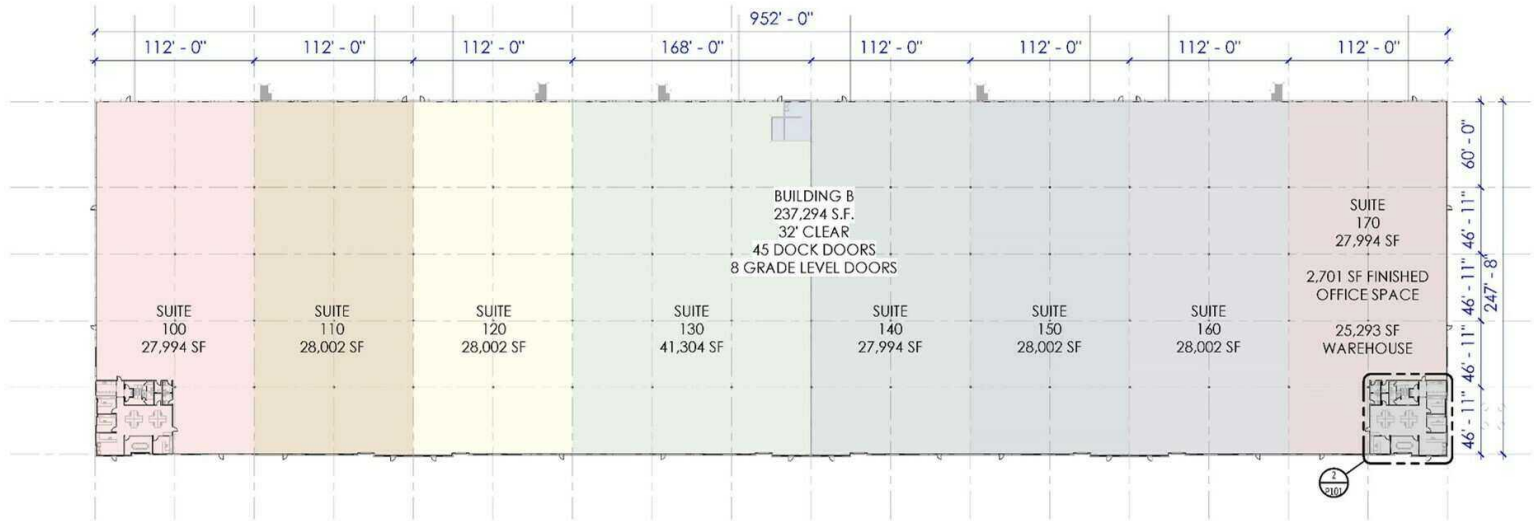 952' - 0"
112' - 0"
112' - 0"
112' - 0"
168' - 0"
112' - 0"
112' - 0"
112' - 0"
112' - 0"
60' - 0"
46' - 11"
46' - 11"
46' - 11"
46' - 11"
247' - 8"
BUILDING B
237,294 S.F.
32' CLEAR
45 DOCK DOORS
8 GRADE LEVEL DOORS
SUITE
100
27,994 SF
SUITE
110
28,002 SF
SUITE
120
28,002 SF
SUITE
130
41,304 SF
SUITE
140
27,994 SF
SUITE
150
28,002 SF
SUITE
160
28,002 SF
SUITE
170
27,994 SF
2,701 SF FINISHED
OFFICE SPACE
25,293 SF
WAREHOUSE
2
P101